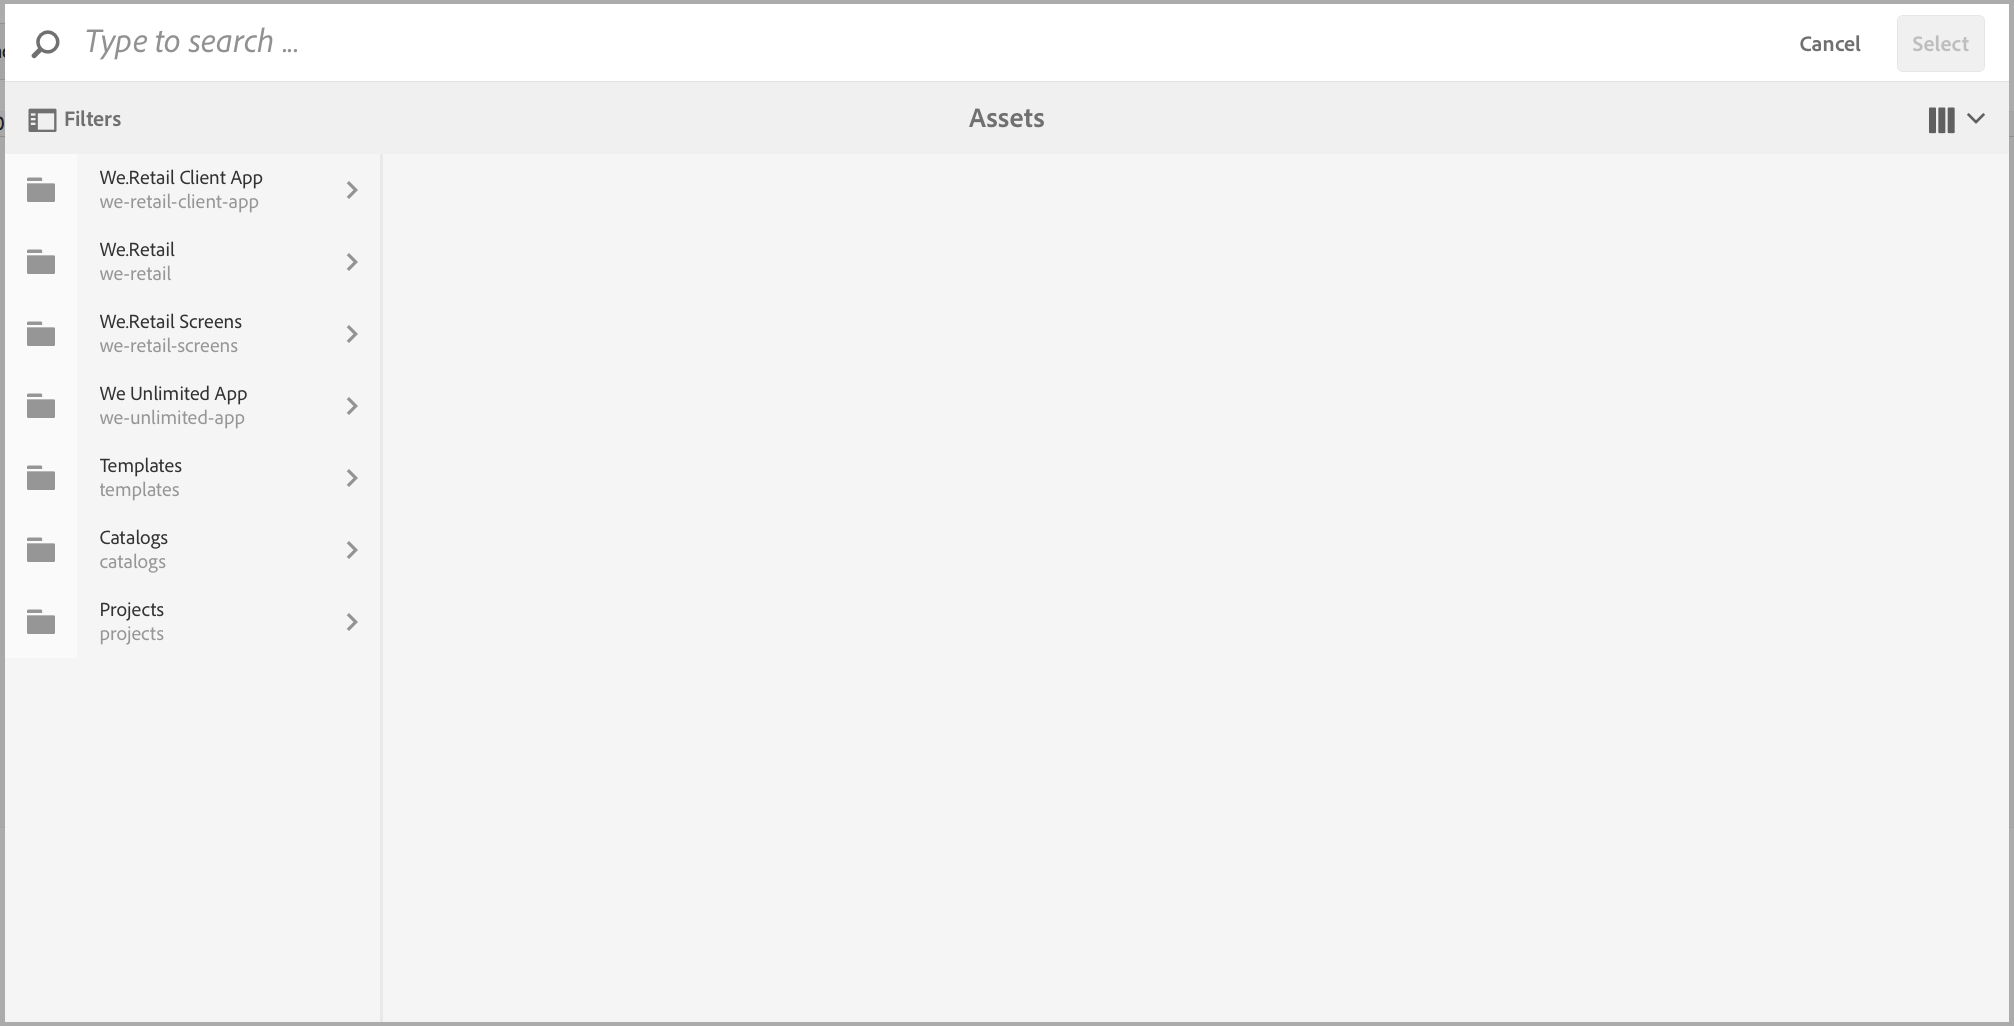 Type to search ...
Cancel
Select
Filters
Assets
We.Retail Client App
we-retail-client-app
We.Retail
we-retail
We.Retail Screens
we-retail-screens
We Unlimited App
we-unlimited-app
Templates
templates
Catalogs
catalogs
Projects
projects